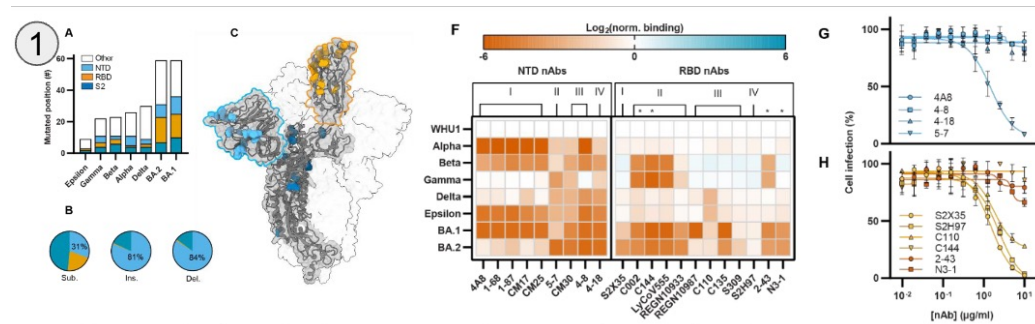 1
A
Mutated position (#)
60
40
20
0
Other
NTD
RBD
S2
Epsilon
Gamma
Beta
Alpha
Delta
BA.2
BA.1
B
31%
81%
84%
Sub.
Ins.
Del.
C
F
Log2(norm. binding)
-6 0 6
NTD nAbs RBD nAbs
I II III IV I II III IV
* * * *
WHU1
Alpha
Beta
Gamma
Delta
Epsilon
BA.1
BA.2
4A8
1-68
1-87
CM17
CM25
5-7
CM30
4-8
4-18
S2X35
C002
C144
LyCoV555
REGN10933
REGN10987
C110
C135
S309
S2H97
2-43
N3-1
G
100
50
0
4A8
4-8
4-18
5-7
Cell infection (%)
H
100
50
0
S2X35
S2H97
C110
C144
2-43
N3-1
10-2 10-1 100 101
[nAb] (μg/ml)